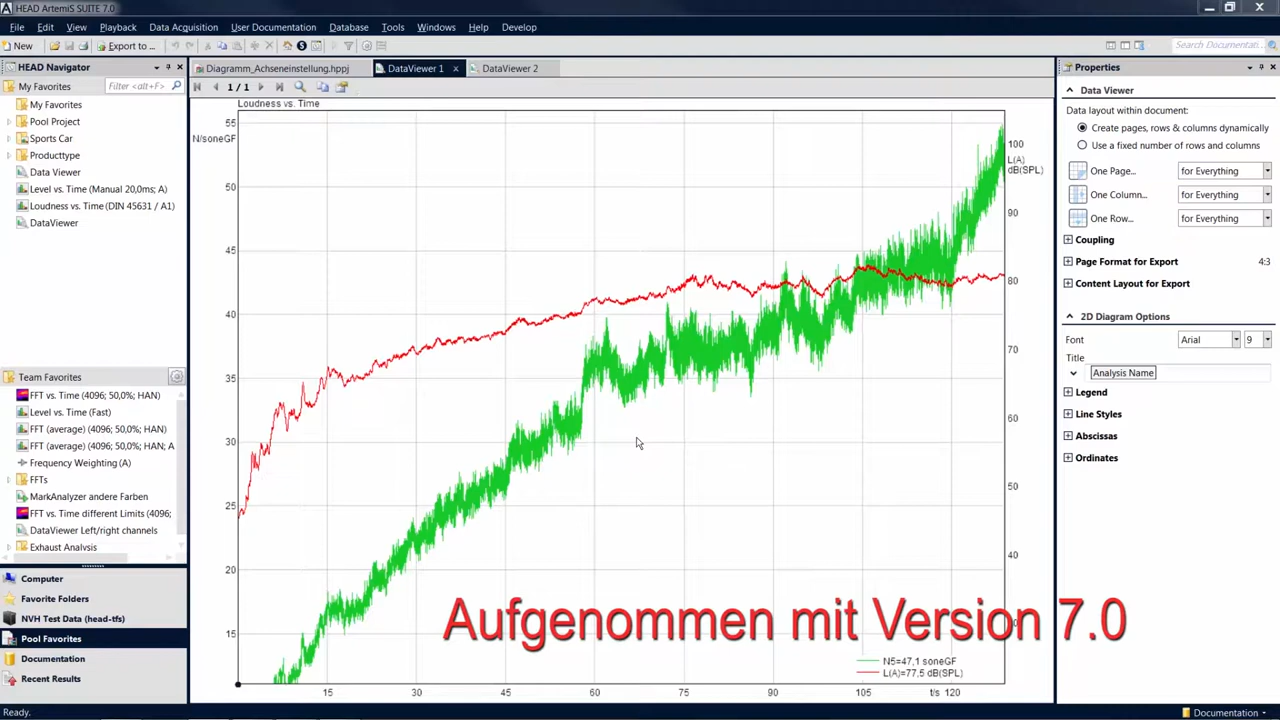 HEAD ArtemiS SUITE 7.0
File Edit View Playback Data Acquisition User Documentation Database Tools Windows Help Develop
New Export to ... Search Documentat...
HEAD Navigator
My Favorites Filter <alt+F>
My Favorites
Pool Project
Sports Car
Producttype
Data Viewer
Level vs. Time (Manual 20,0ms; A)
Loudness vs. Time (DIN 45631 / A1)
DataViewer
Team Favorites
FFT vs. Time (4096; 50,0%; HAN)
Level vs. Time (Fast)
FFT (average) (4096; 50,0%; HAN)
FFT (average) (4096; 50,0%; HAN; A
Frequency Weighting (A)
FFTs
MarkAnalyzer andere Farben
FFT vs. Time different Limits (4096;
DataViewer Left/right channels
Exhaust Analysis
Computer
Favorite Folders
NVH Test Data (head-tfs)
Pool Favorites
Documentation
Recent Results
Ready.
Diagramm_Achseneinstellung.hppj DataViewer 1 x DataViewer 2
1 / 1
Loudness vs. Time
N/soneGF
55
50
45
40
35
30
25
20
15
100
L(A)
dB(SPL)
90
80
70
60
50
40
15 30 45 60 75 90 105 t/s 120
N5=47,1 soneGF
L(A)=77,5 dB(SPL)
Aufgenommen mit Version 7.0
Properties
Data Viewer
Data layout within document:
Create pages, rows & columns dynamically
Use a fixed number of rows and columns
One Page... for Everything
One Column... for Everything
One Row... for Everything
Coupling
Page Format for Export 4:3
Content Layout for Export
2D Diagram Options
Font Arial 9
Title
Analysis Name
Legend
Line Styles
Abscissas
Ordinates
Documentation